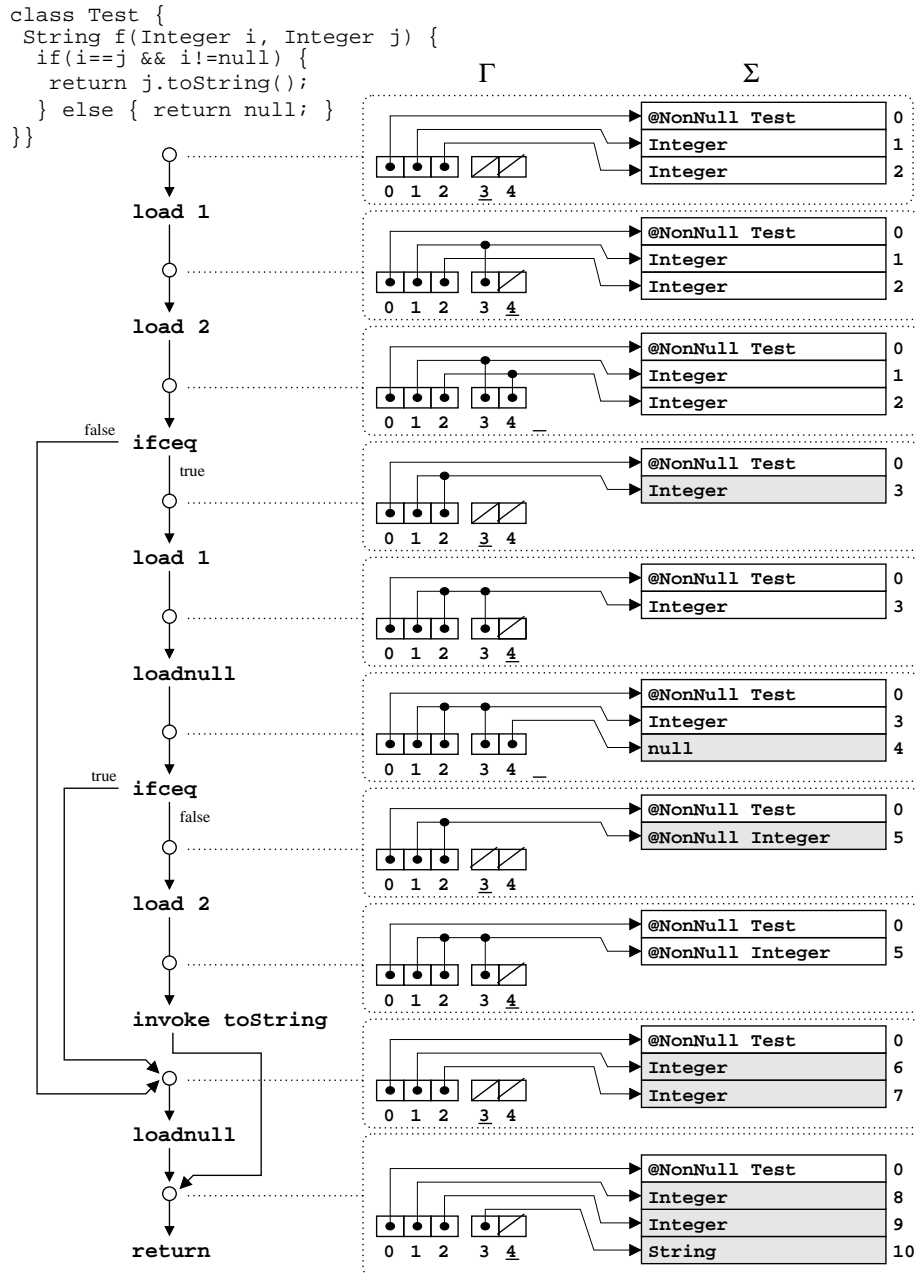 class Test {
String f(Integer i, Integer j) {
if(i==j && i!=null) {
return j.toString();
} else { return null; }
}}
Γ Σ
@NonNull Test 0
Integer 1
Integer 2
0 1 2 3 4
load 1
@NonNull Test 0
Integer 1
Integer 2
0 1 2 3 4
load 2
@NonNull Test 0
Integer 1
Integer 2
0 1 2 3 4 _
false
ifceq
true
@NonNull Test 0
Integer 3
0 1 2 3 4
load 1
@NonNull Test 0
Integer 3
0 1 2 3 4
loadnull
@NonNull Test 0
Integer 3
null 4
0 1 2 3 4 _
true
ifceq
false
@NonNull Test 0
@NonNull Integer 5
0 1 2 3 4
load 2
@NonNull Test 0
@NonNull Integer 5
0 1 2 3 4
invoke toString
@NonNull Test 0
Integer 6
Integer 7
0 1 2 3 4
loadnull
@NonNull Test 0
Integer 8
Integer 9
String 10
0 1 2 3 4
return